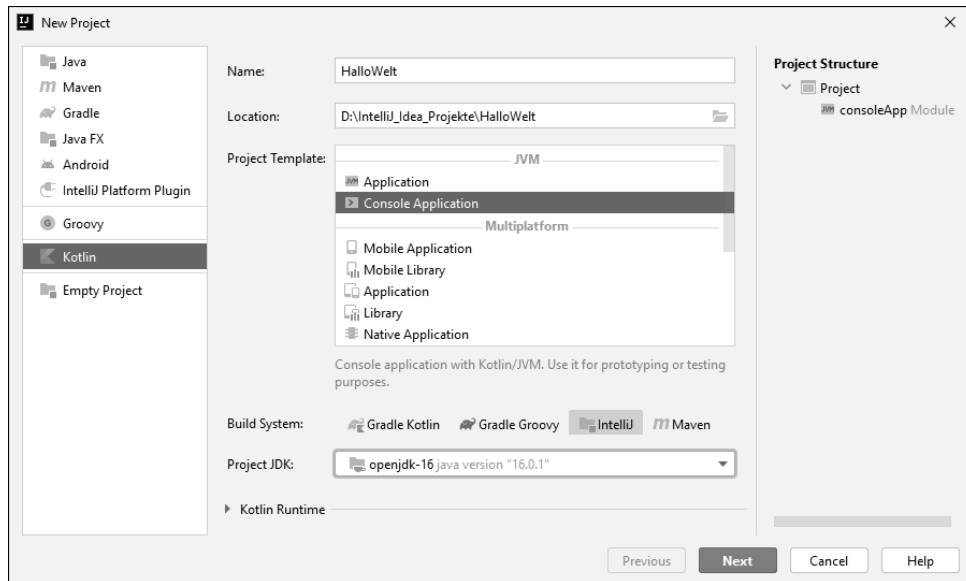 New Project
Java
Maven
Gradle
Java FX
Android
IntelliJ Platform Plugin
Groovy
Kotlin
Empty Project
Name: HalloWelt
Location: D:\IntelliJ_Idea_Projekte\HalloWelt
Project Template:
JVM
Application
Console Application
Multiplatform
Mobile Application
Mobile Library
Application
Library
Native Application
Console application with Kotlin/JVM. Use it for prototyping or testing
purposes.
Build System: Gradle Kotlin Gradle Groovy IntelliJ Maven
Project JDK: openjdk-16 java version "16.0.1"
Kotlin Runtime
Project Structure
Project
consoleApp Module
Previous Next Cancel Help